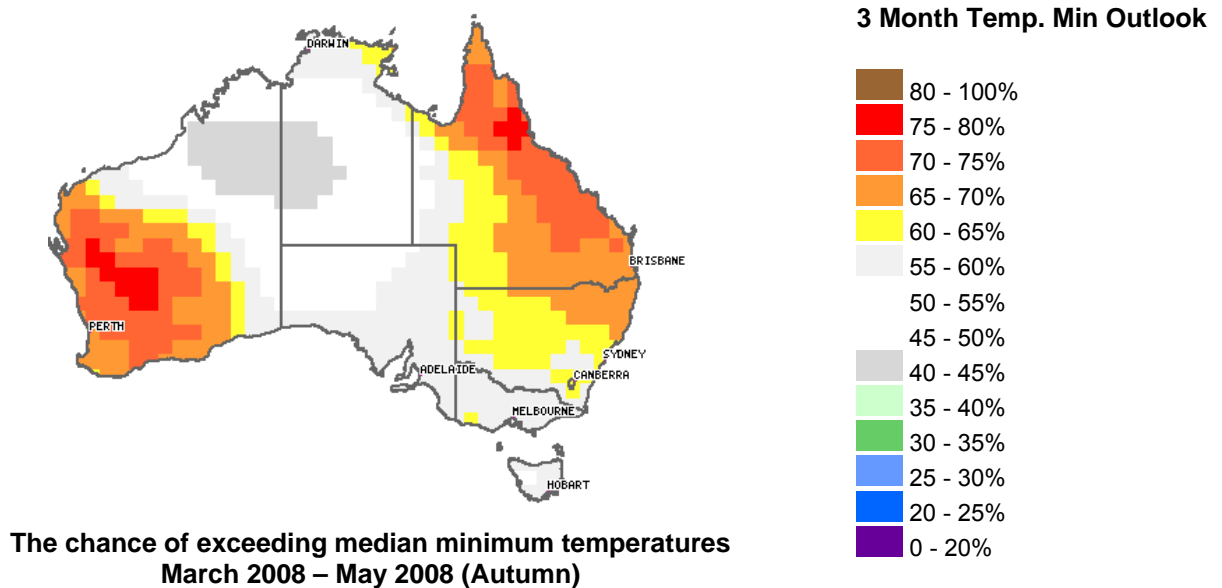 3 Month Temp. Min Outlook
80 - 100%
75 - 80%
70 - 75%
65 - 70%
60 - 65%
55 - 60%
50 - 55%
45 - 50%
40 - 45%
35 - 40%
30 - 35%
25 - 30%
20 - 25%
0 - 20%
DARWIN
BRISBANE
PERTH
SYDNEY
ADELAIDE
CANBERRA
MELBOURNE
HOBART
The chance of exceeding median minimum temperatures
March 2008 – May 2008 (Autumn)